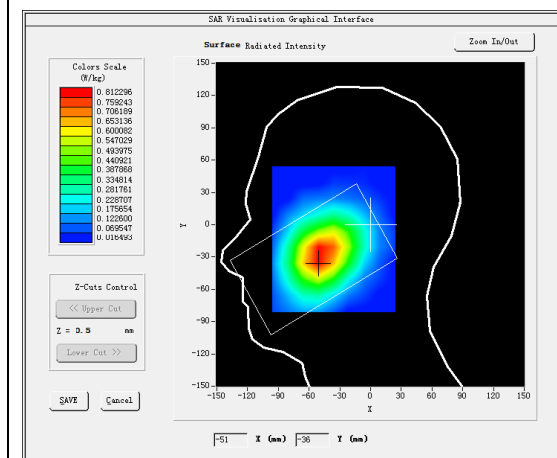 SAR Visualisation Graphical Interface
Surface Radiated Intensity
Zoom In/Out
Colors Scale
(W/kg)
0.812296
0.759243
0.706189
0.653136
0.600082
0.547029
0.493975
0.440921
0.387868
0.334814
0.281761
0.228707
0.175654
0.122600
0.069547
0.016493
Z-Cuts Control
<< Upper Cut
Z = 0.5 mm
Lower Cut >>
SAVE Cancel
150
120
90
60
30
0
-30
-60
-90
-120
-150
Y
-150 -120 -90 -60 -30 0 30 60 90 120 150
X
-51 X (mm) -36 Y (mm)